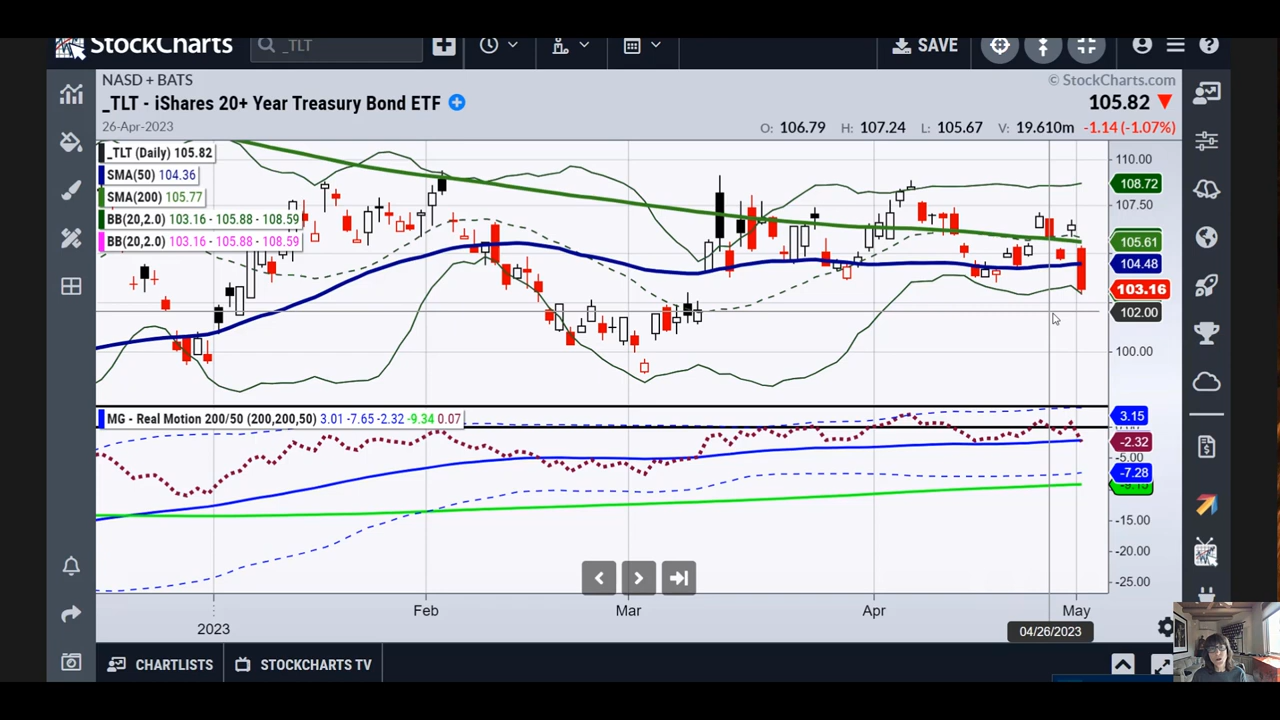 StockCharts
_TLT
SAVE
NASD + BATS
© StockCharts.com
_TLT - iShares 20+ Year Treasury Bond ETF
105.82
26-Apr-2023
O: 106.79 H: 107.24 L: 105.67 V: 19.610m -1.14 (-1.07%)
_TLT (Daily) 105.82
SMA(50) 104.36
SMA(200) 105.77
BB(20,2.0) 103.16 - 105.88 - 108.59
BB(20,2.0) 103.16 - 105.88 - 108.59
110.00
108.72
107.50
105.61
104.48
103.16
102.00
100.00
MG - Real Motion 200/50 (200,200,50) 3.01 -7.65 -2.32 -9.34 0.07
3.15
-2.32
-5.00
-7.28
-9.15
-15.00
-20.00
-25.00
Feb Mar Apr May
2023
04/26/2023
CHARTLISTS
STOCKCHARTS TV